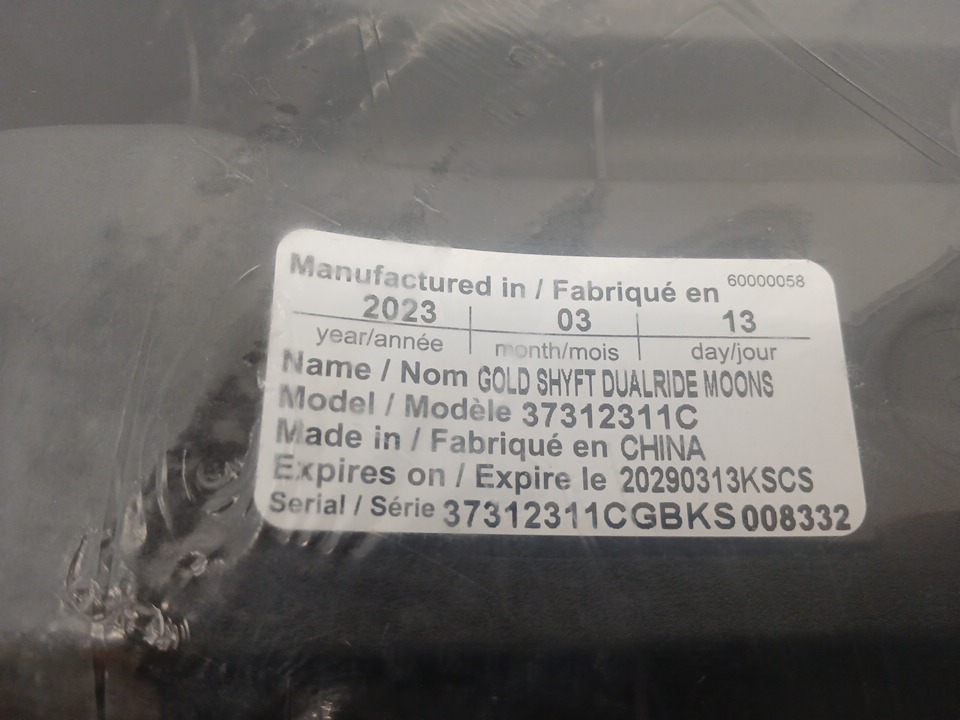 Manufactured in / Fabriqué en 60000058
2023 03 13
year/année month/mois day/jour
Name / Nom GOLD SHYFT DUALRIDE MOONS
Model / Modèle 37312311C
Made in / Fabriqué en CHINA
Expires on / Expire le 20290313KSCS
Serial / Série 37312311CGBKS008332